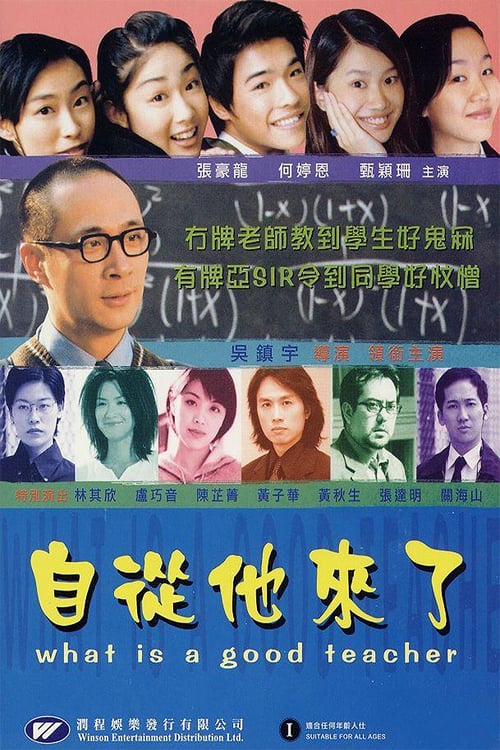 張豪龍 何婷恩 甄穎珊 主演
冇牌老師教到學生好鬼冧
有牌亞SIR令到同學好憎
吳鎮宇 導演 領銜主演
特別演出 林其欣 盧巧音 陳芷菁 黃子華 黃秋生 張達明 關海山
自從他來了
what is a good teacher
W
潤程娛樂發行有限公司
Winson Entertainment Distribution Ltd.
I
適合任何年齡人仕
SUITABLE FOR ALL AGES